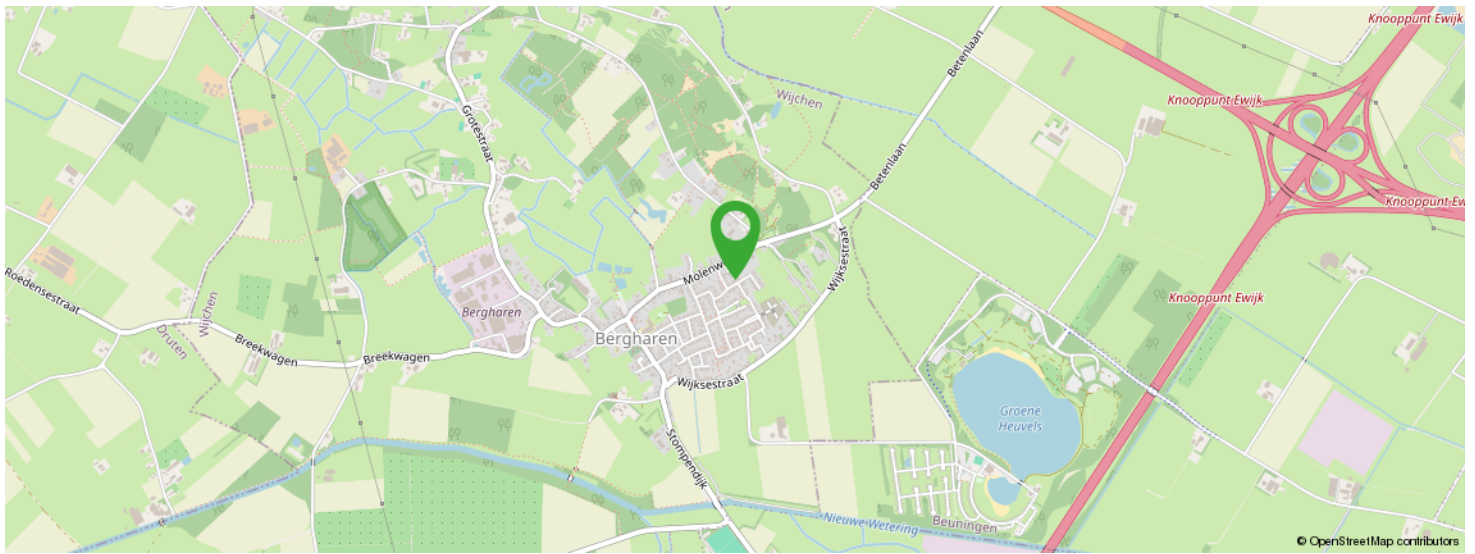 Knooppunt Ewijk
Betenlaan
Wijchen
Knooppunt Ewijk
Grotestraat
Betenlaan
Knooppunt Ew
Wijksestraat
Molenw
Roedensestraat
Wijchen
Knooppunt Ewijk
Bergharen
Druten
Bergharen
Breekwagen
Breekwagen
Wijksestraat
Groene
Heuvels
Stompendijk
Nieuwe Wetering
Beuningen
© OpenStreetMap contributors